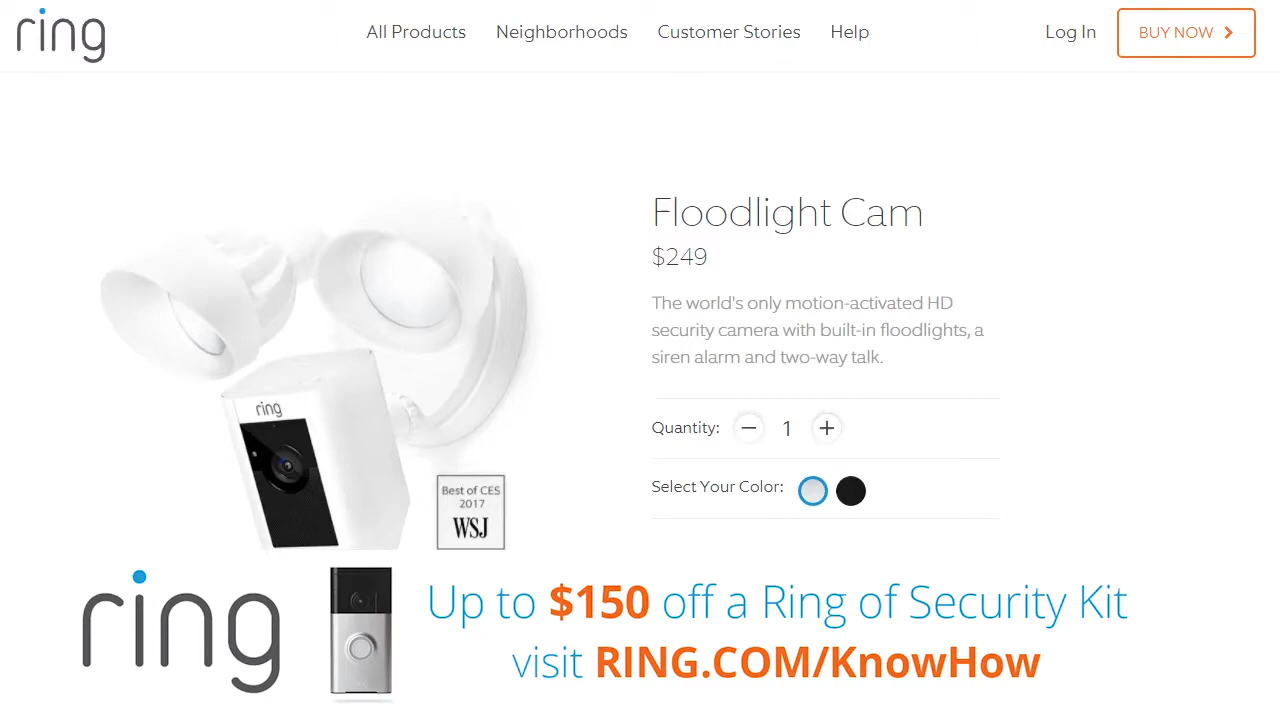 ring
All Products Neighborhoods Customer Stories Help Log In BUY NOW
Floodlight Cam
$249
The world's only motion-activated HD
security camera with built-in floodlights, a
siren alarm and two-way talk.
Quantity: 1
Select Your Color:
ring
Best of CES
2017
WSJ
ring
Up to $150 off a Ring of Security Kit
visit RING.COM/KnowHow